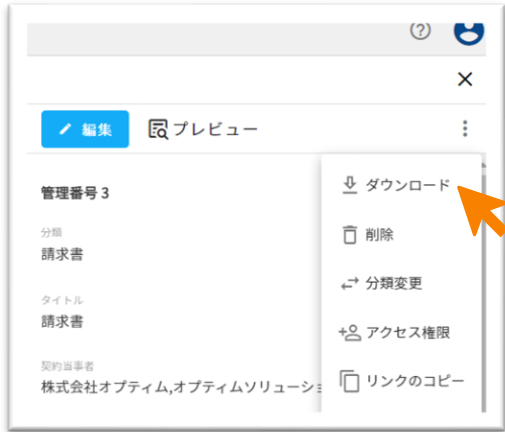 編集
プレビュー
管理番号 3
分類
請求書
タイトル
請求書
契約当事者
株式会社オプティム,オプティムソリューショ
ダウンロード
削除
分類変更
アクセス権限
リンクのコピー